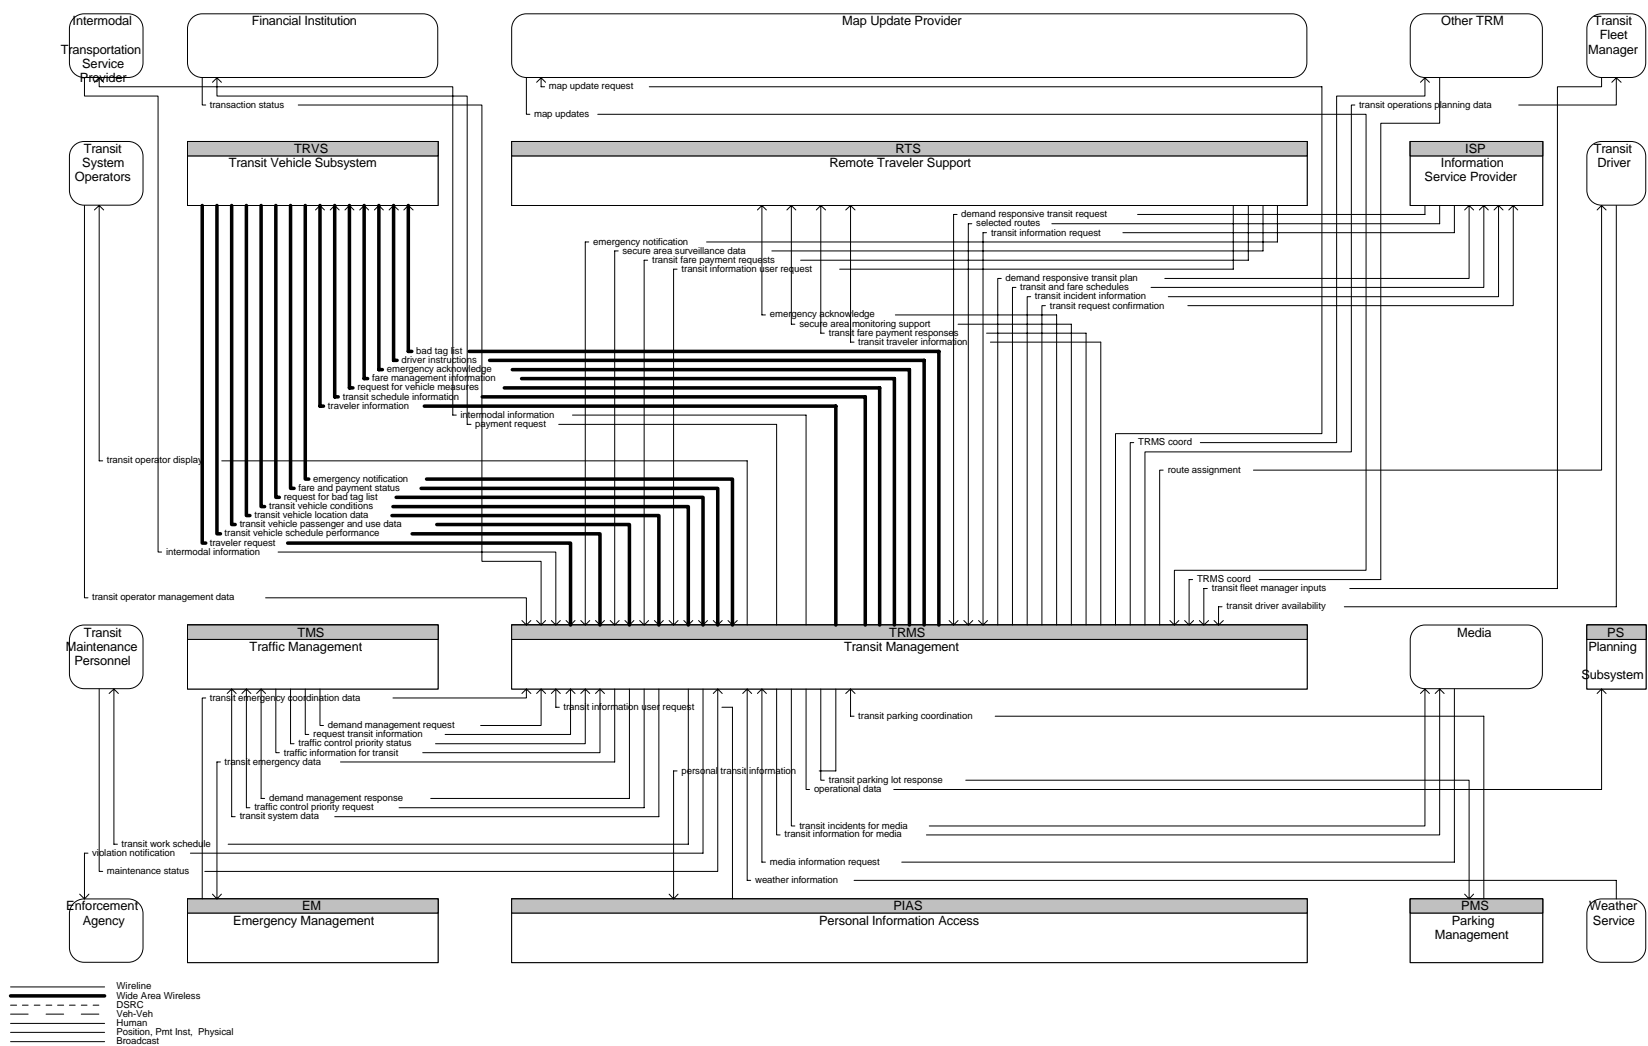 Intermodal
Transportation
Service
Provider
Financial Institution
Map Update Provider
Other TRM
Transit
Fleet
Manager
map update request
transaction status
transit operations planning data
map updates
Transit
System
Operators
TRVS
Transit Vehicle Subsystem
RTS
Remote Traveler Support
ISP
Information
Service Provider
Transit
Driver
demand responsive transit request
selected routes
transit information request
emergency notification
secure area surveillance data
transit fare payment requests
transit information user request
demand responsive transit plan
transit and fare schedules
transit incident information
transit request confirmation
emergency acknowledge
secure area monitoring support
transit fare payment responses
transit traveler information
bad tag list
driver instructions
emergency acknowledge
fare management information
request for vehicle measures
transit schedule information
traveler information
intermodal information
payment request
TRMS coord
transit operator display
route assignment
emergency notification
fare and payment status
request for bad tag list
transit vehicle conditions
transit vehicle location data
transit vehicle passenger and use data
transit vehicle schedule performance
traveler request
intermodal information
TRMS coord
transit fleet manager inputs
transit operator management data
transit driver availability
Transit
Maintenance
Personnel
TMS
Traffic Management
TRMS
Transit Management
Media
PS
Planning
Subsystem
transit emergency coordination data
transit information user request
transit parking coordination
demand management request
request transit information
traffic control priority status
traffic information for transit
transit emergency data
personal transit information
transit parking lot response
operational data
demand management response
traffic control priority request
transit system data
transit incidents for media
transit information for media
transit work schedule
violation notification
media information request
maintenance status
weather information
Enforcement
Agency
EM
Emergency Management
PIAS
Personal Information Access
PMS
Parking
Management
Weather
Service
Wireline
Wide Area Wireless
DSRC
Veh-Veh
Human
Position, Pmt Inst, Physical
Broadcast